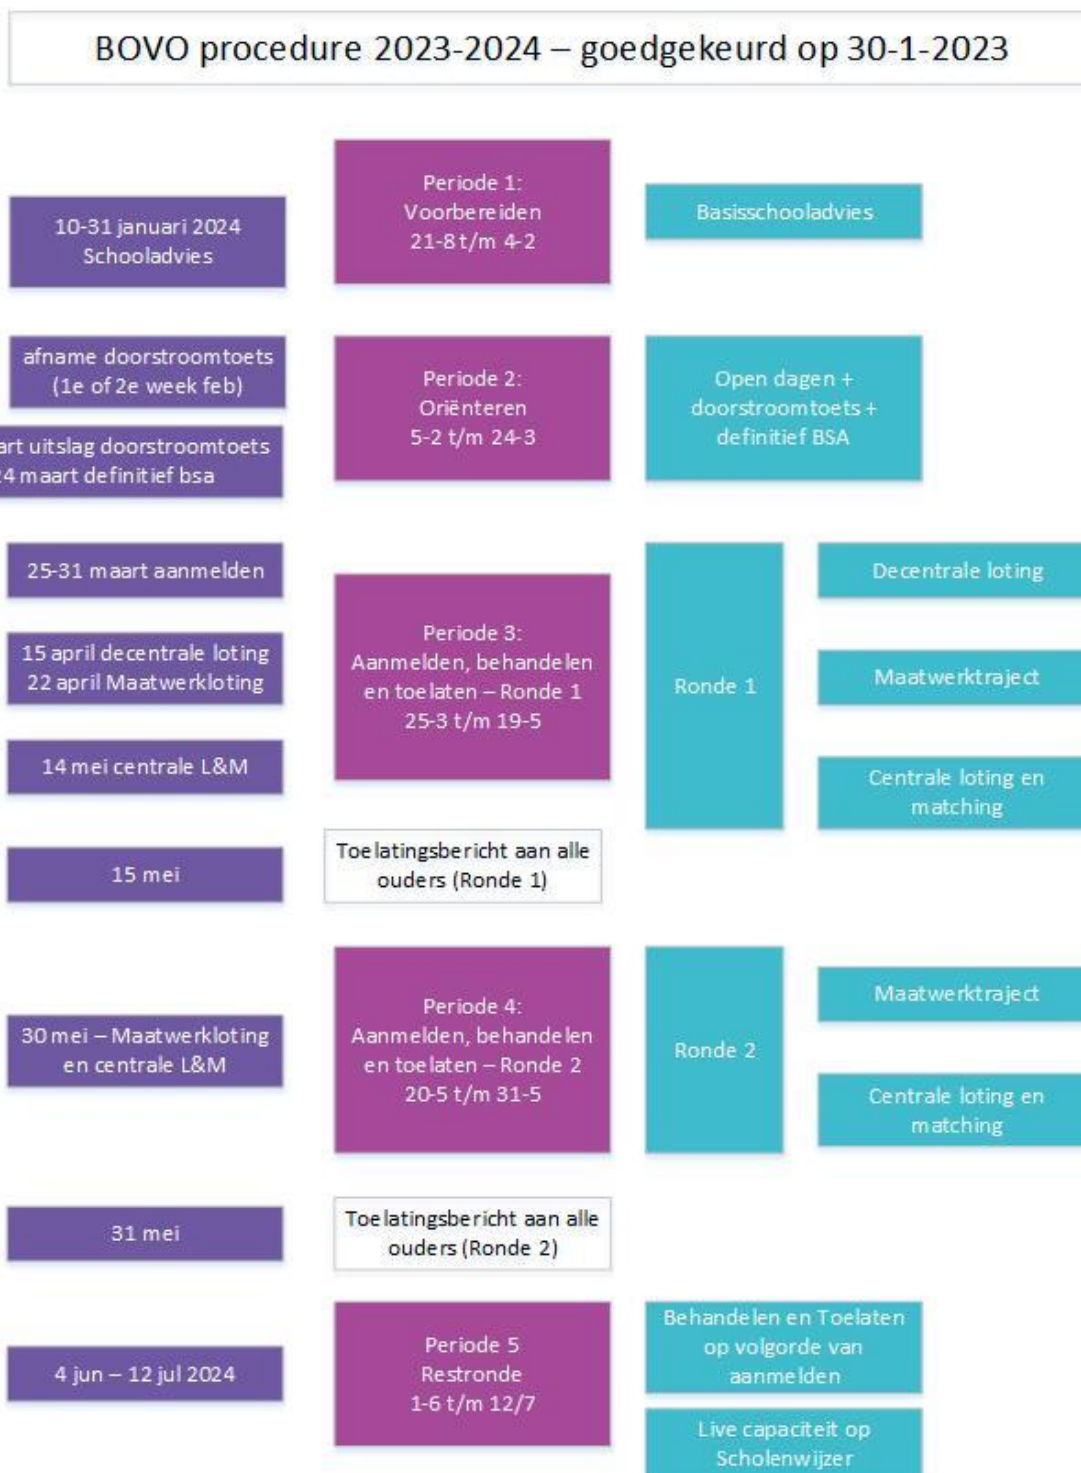 BOVO procedure 2023-2024 – goedgekeurd op 30-1-2023
10-31 januari 2024
Schooladvies
Periode 1:
Voorbereiden
21-8 t/m 4-2
Basisschooladvies
afname doorstroomtoets
(1e of 2e week feb)
uitslag doorstroomtoets
maart definitief bsa
Periode 2:
Oriënteren
5-2 t/m 24-3
Open dagen +
doorstroomtoets +
definitief BSA
25-31 maart aanmelden
15 april decentrale loting
22 april Maatwerkloting
14 mei centrale L&M
Periode 3:
Aanmelden, behandelen
en toelaten – Ronde 1
25-3 t/m 19-5
Ronde 1
Decentrale loting
Maatwerktraject
Centrale loting en
matching
15 mei
Toelatingsbericht aan alle
ouders (Ronde 1)
30 mei – Maatwerkloting
en centrale L&M
Periode 4:
Aanmelden, behandelen
en toelaten – Ronde 2
20-5 t/m 31-5
Ronde 2
Maatwerktraject
Centrale loting en
matching
31 mei
Toelatingsbericht aan alle
ouders (Ronde 2)
4 jun – 12 jul 2024
Periode 5
Restronde
1-6 t/m 12/7
Behandelen en Toelaten
op volgorde van
aanmelden
Live capaciteit op
Scholenwijzer